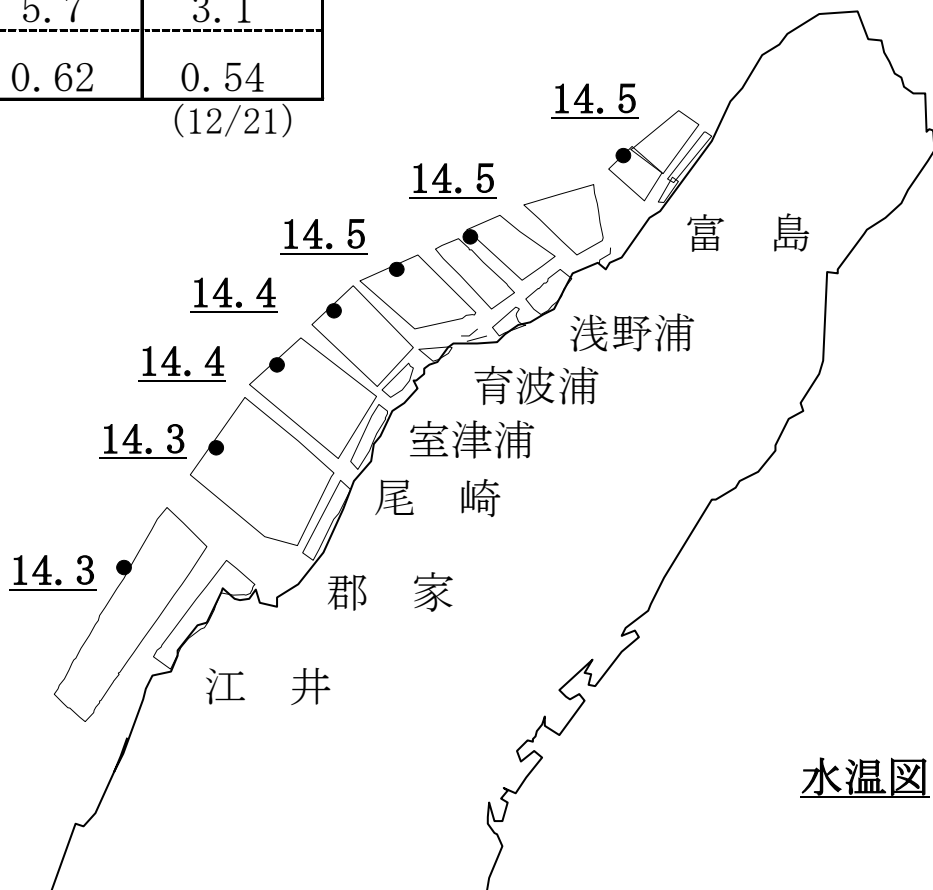 5.7 3.1
0.62 0.54
(12/21)
14.5
14.5
14.5
14.4
14.4
14.3
14.3
富 島
浅野浦
育波浦
室津浦
尾 崎
郡 家
江 井
水温図